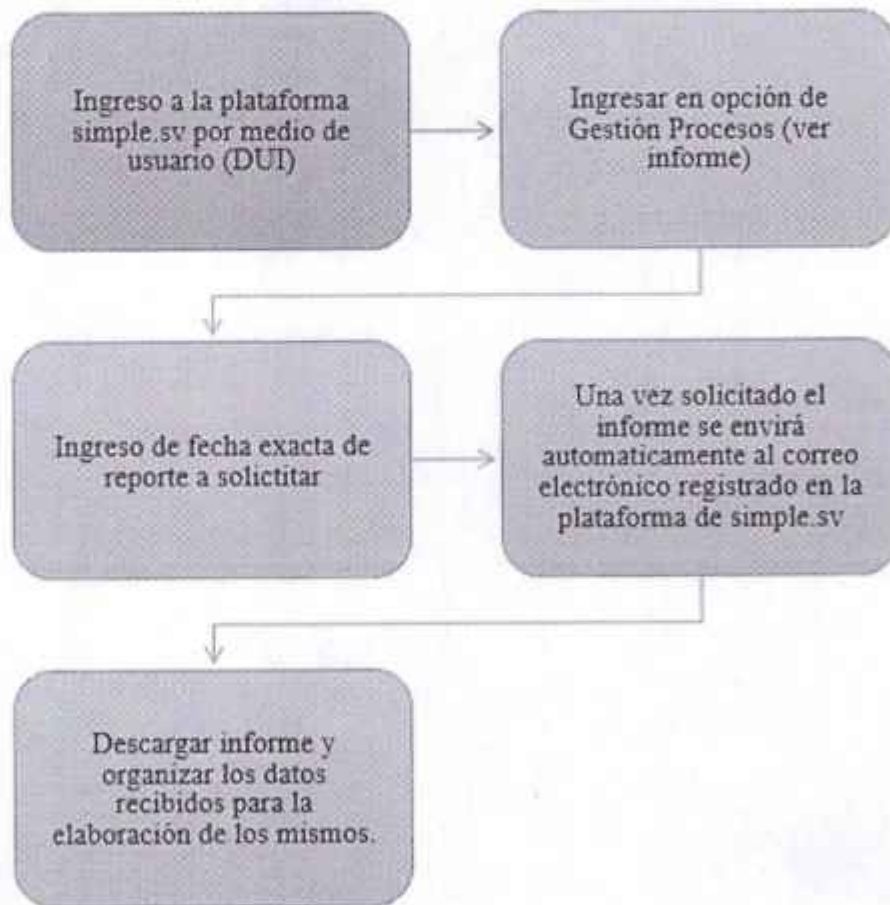 Ingreso a la plataforma
simple.sv por medio de
usuario (DUI)
Ingresar en opción de
Gestión Procesos (ver
informe)
Ingreso de fecha exacta de
reporte a solictitar
Una vez solicitado el
informe se envirá
automaticamente al correo
electrónico registrado en la
plataforma de simple.sv
Descargar informe y
organizar los datos
recibidos para la
elaboración de los mismos.